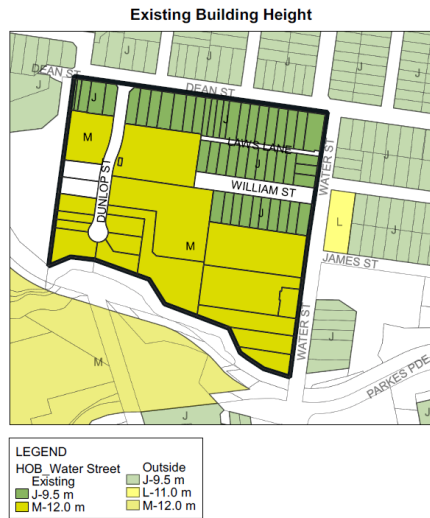 Existing Building Height
DEAN ST
J
J
J
J
J
DEAN ST
J
J
J
M
LAWS LANE
J
WATER ST
J
WILLIAM ST
DUNLOP ST
J
L
J
M
JAMES ST
WATER ST
J
M
PARKES PDE
J
J
LEGEND
HOB_Water Street
Existing
J-9.5 m
M-12.0 m
Outside
J-9.5 m
L-11.0 m
M-12.0 m